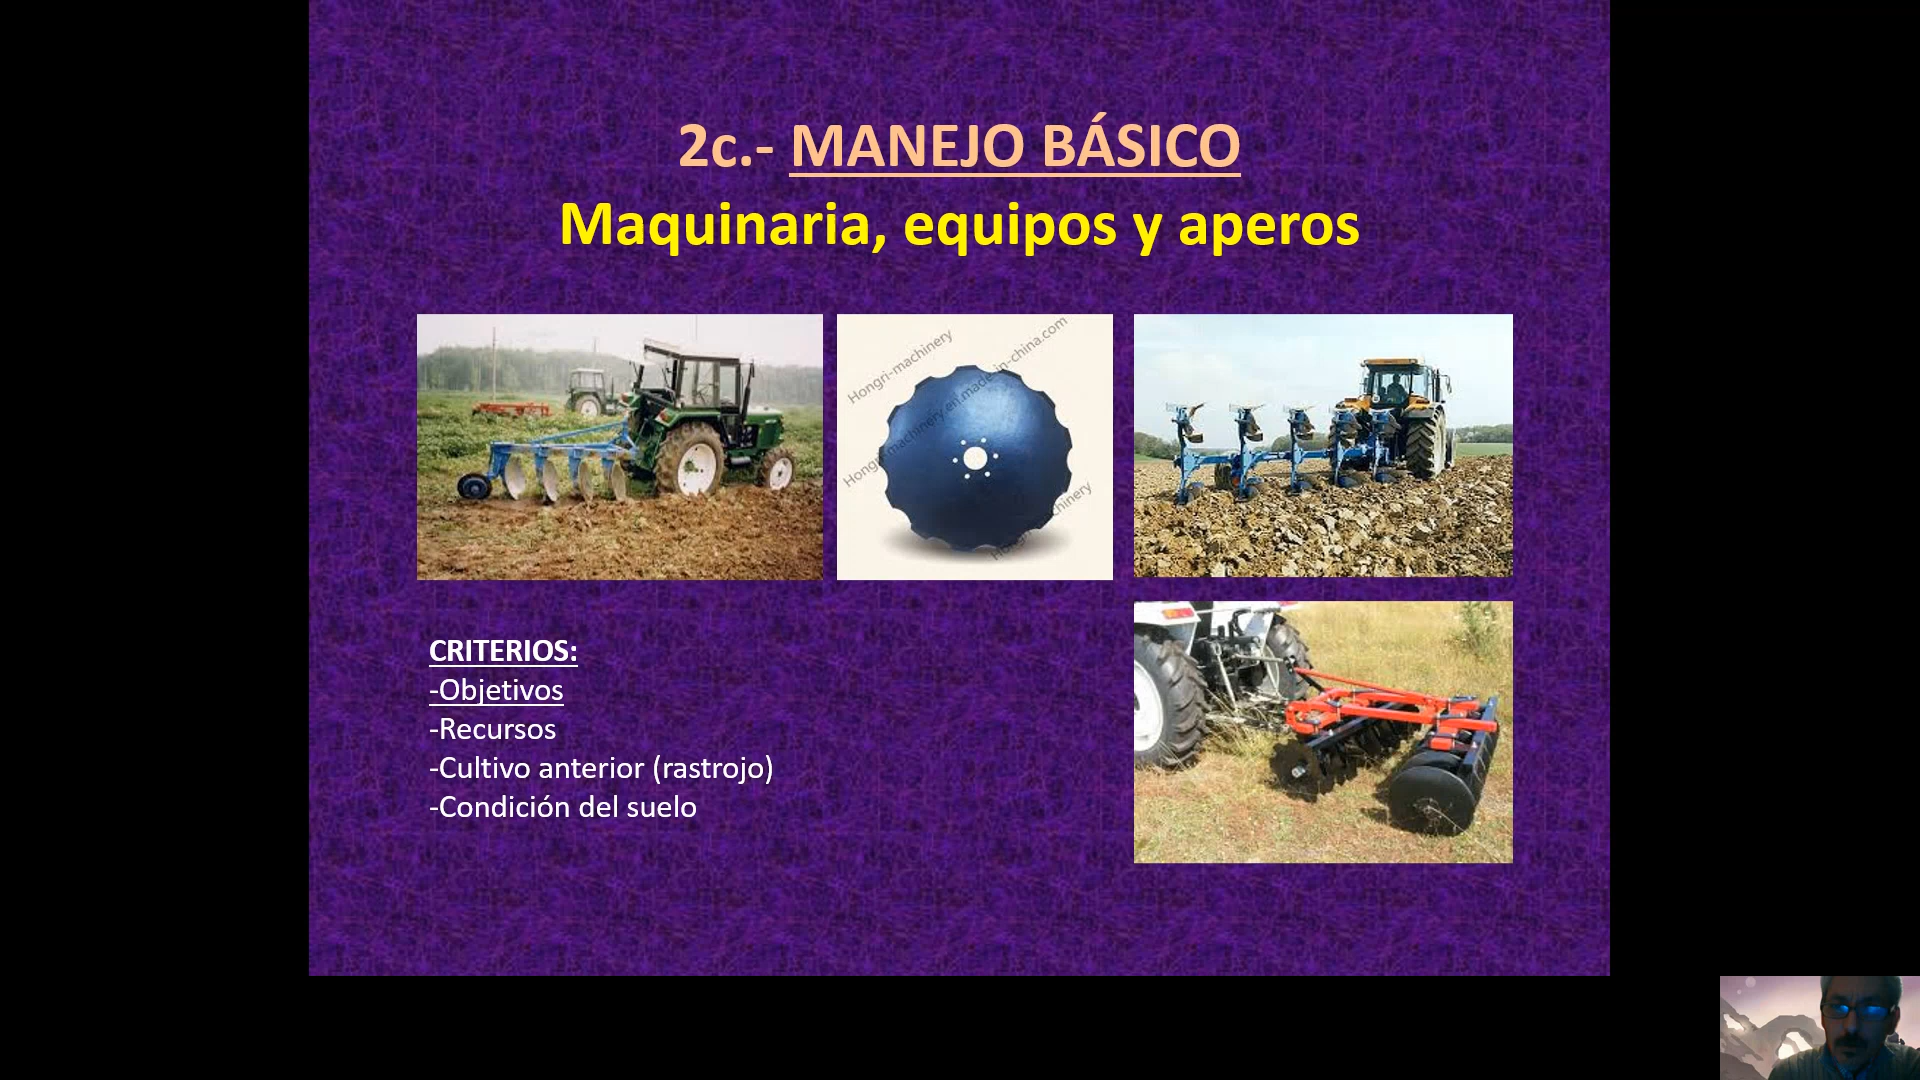 2c.- MANEJO BÁSICO
Maquinaria, equipos y aperos
Hongri-machinery
Hongri-machinery.en.made-in-china.com
CRITERIOS:
-Objetivos
-Recursos
-Cultivo anterior (rastrojo)
-Condición del suelo